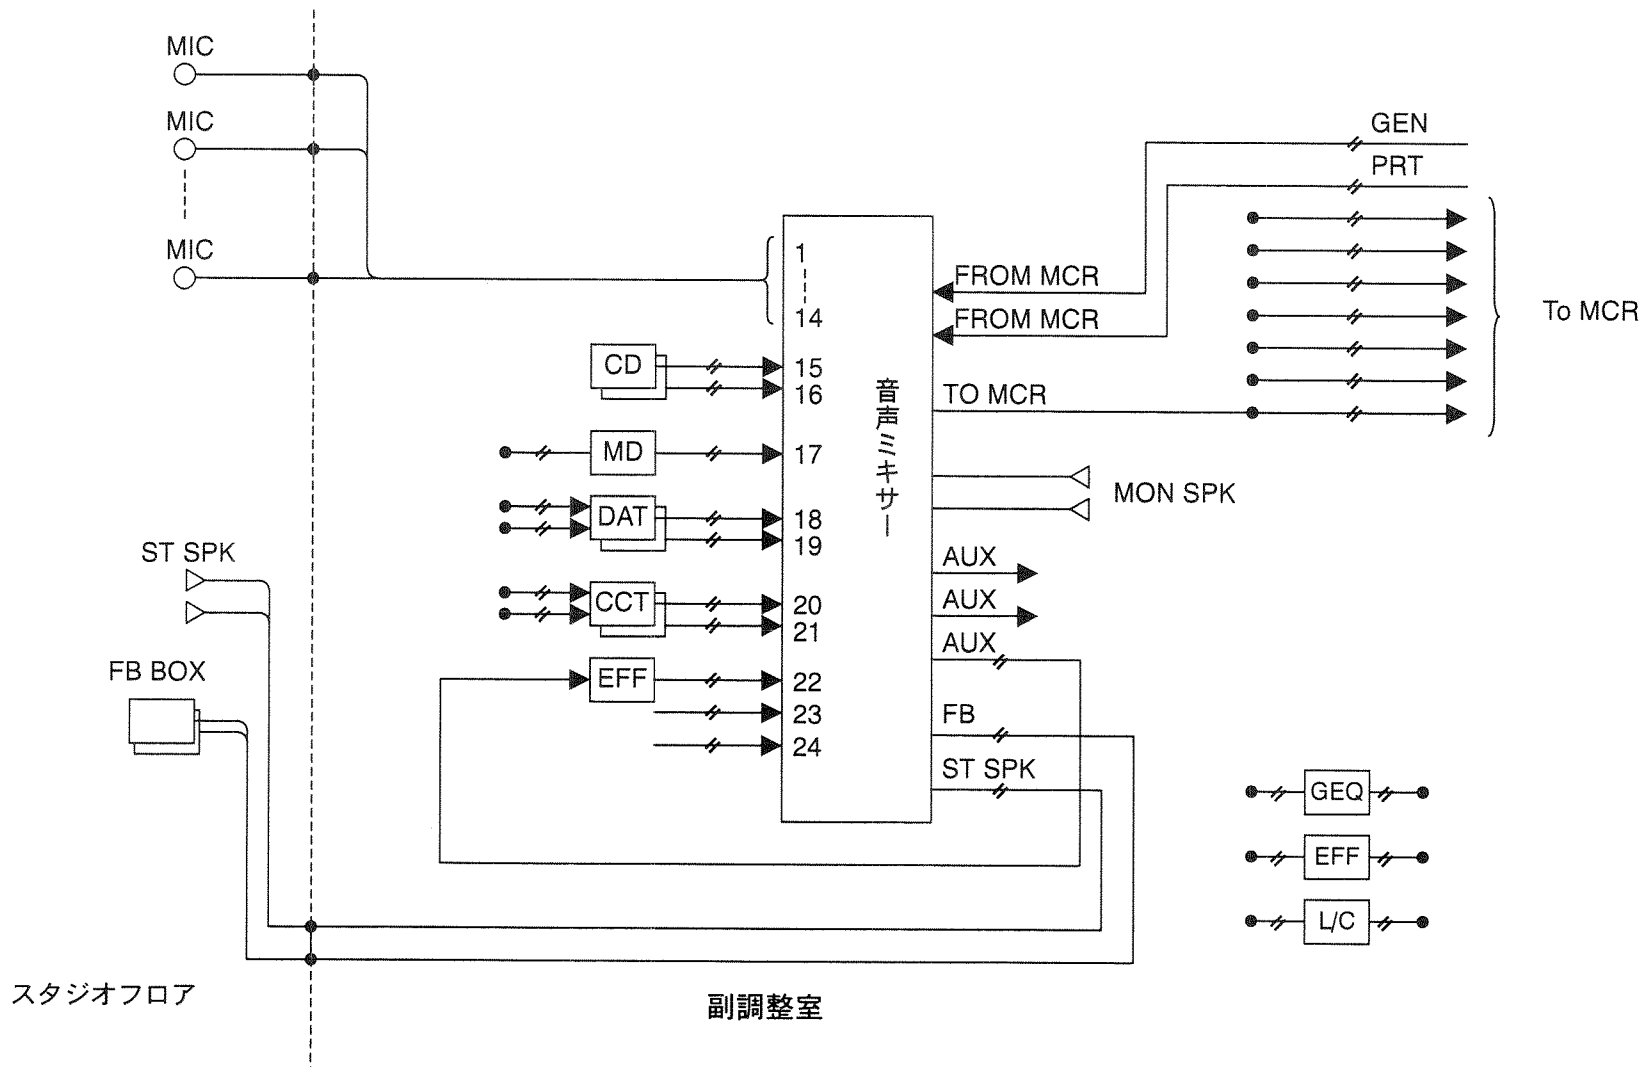 MIC
MIC
MIC
ST SPK
FB BOX
スタジオフロア
CD
MD
DAT
CCT
EFF
1
14
15
16
17
18
19
20
21
22
23
24
音声ミキサー
FROM MCR
FROM MCR
TO MCR
MON SPK
AUX
AUX
AUX
FB
ST SPK
GEN
PRT
To MCR
GEQ
EFF
L/C
副調整室